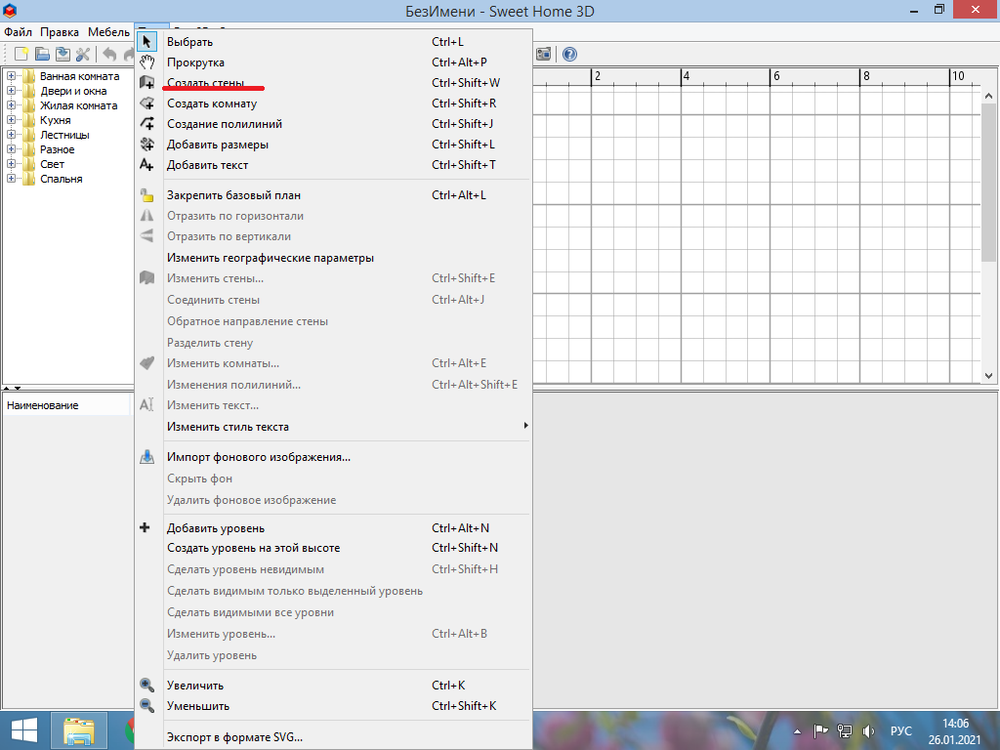 БезИмени - Sweet Home 3D
Файл Правка Мебель
2 4 6 8 10
Ванная комната
Двери и окна
Жилая комната
Кухня
Лестницы
Разное
Свет
Спальня
Наименование
Выбрать Ctrl+L
Прокрутка Ctrl+Alt+P
Создать стены Ctrl+Shift+W
Создать комнату Ctrl+Shift+R
Создание полилиний Ctrl+Shift+J
Добавить размеры Ctrl+Shift+L
Добавить текст Ctrl+Shift+T
Закрепить базовый план Ctrl+Alt+L
Отразить по горизонтали
Отразить по вертикали
Изменить географические параметры
Изменить стены... Ctrl+Shift+E
Соединить стены Ctrl+Alt+J
Обратное направление стены
Разделить стену
Изменить комнаты... Ctrl+Alt+E
Изменения полилиний... Ctrl+Alt+Shift+E
Изменить текст...
Изменить стиль текста
Импорт фонового изображения...
Скрыть фон
Удалить фоновое изображение
Добавить уровень Ctrl+Alt+N
Создать уровень на этой высоте Ctrl+Shift+N
Сделать уровень невидимым Ctrl+Shift+H
Сделать видимым только выделенный уровень
Сделать видимыми все уровни
Изменить уровень... Ctrl+Alt+B
Удалить уровень
Увеличить Ctrl+K
Уменьшить Ctrl+Shift+K
Экспорт в формате SVG...
РУС
14:06
26.01.2021